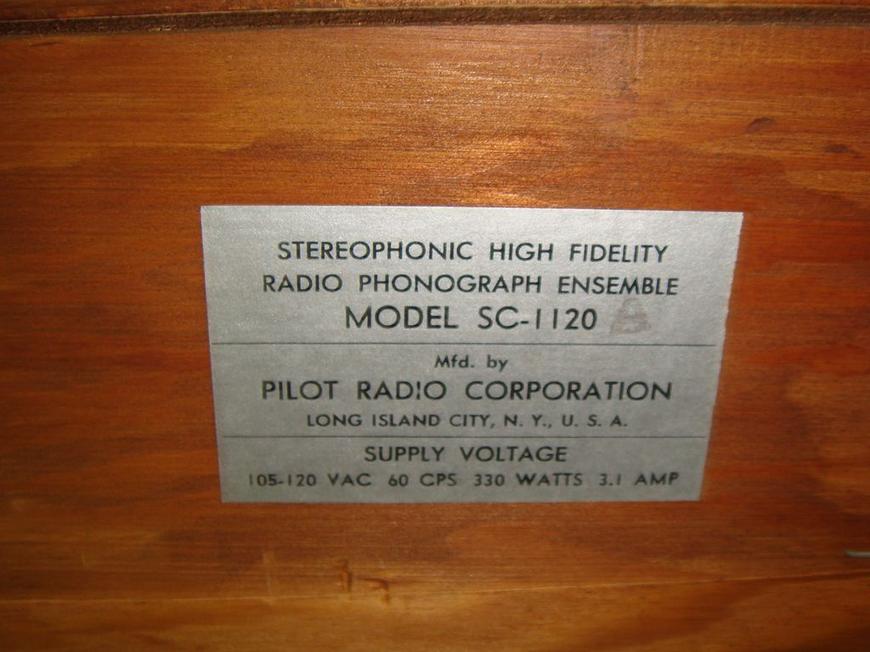 STEREOPHONIC HIGH FIDELITY
RADIO PHONOGRAPH ENSEMBLE
MODEL SC-1120
Mfd. by
PILOT RADIO CORPORATION
LONG ISLAND CITY, N. Y., U. S. A.
SUPPLY VOLTAGE
105-120 VAC 60 CPS 330 WATTS 3.1 AMP